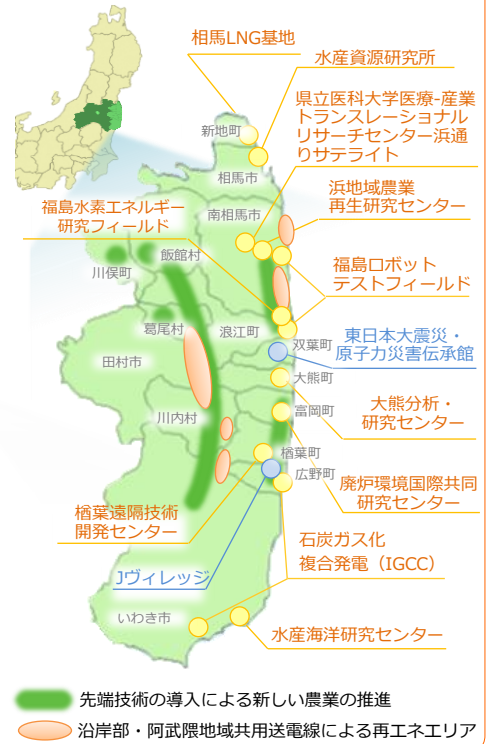 相馬LNG基地
水産資源研究所
県立医科大学医療-産業
トランスレーショナル
リサーチセンター浜通
りサテライト
新地町
相馬市
浜地域農業
再生研究センター
福島水素エネルギー
研究フィールド
南相馬市
飯館村
川俣町
福島ロボット
テストフィールド
葛尾村
浪江町
双葉町
東日本大震災・
原子力災害伝承館
田村市
大熊町
大熊分析・
研究センター
川内村
富岡町
楢葉町
広野町
廃炉環境国際共同
研究センター
楢葉遠隔技術
開発センター
石炭ガス化
複合発電（IGCC）
Jヴィレッジ
いわき市
水産海洋研究センター
先端技術の導入による新しい農業の推進
沿岸部・阿武隈地域共用送電線による再エネエリア